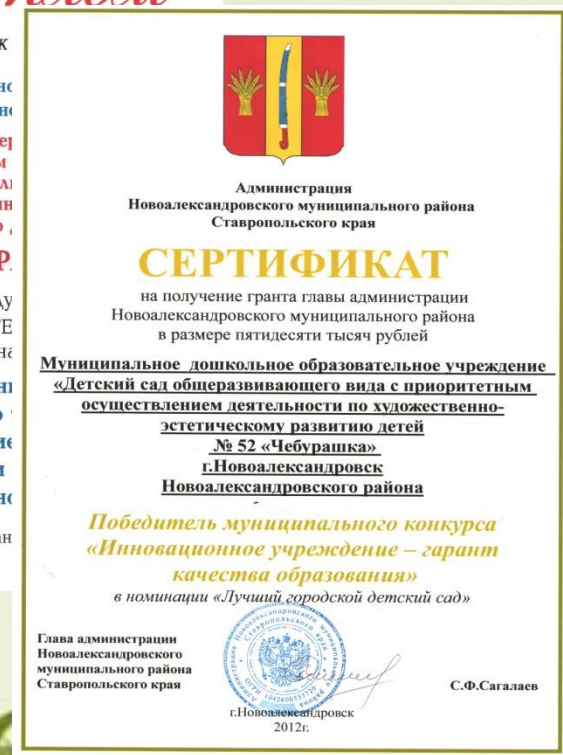 Администрация
Новоалександровского муниципального района
Ставропольского края
СЕРТИФИКАТ
на получение гранта главы администрации
Новоалександровского муниципального района
в размере пятидесяти тысяч рублей
Муниципальное дошкольное образовательное учреждение
«Детский сад общеразвивающего вида с приоритетным
осуществлением деятельности по художественно-
эстетическому развитию детей
№ 52 «Чебурашка»
г.Новоалександровск
Новоалександровского района
Победитель муниципального конкурса
«Инновационное учреждение – гарант
качества образования»
в номинации «Лучший городской детский сад»
Глава администрации
Новоалександровского
муниципального района
Ставропольского края
С.Ф.Сагалаев
г.Новоалександровск
2012г.